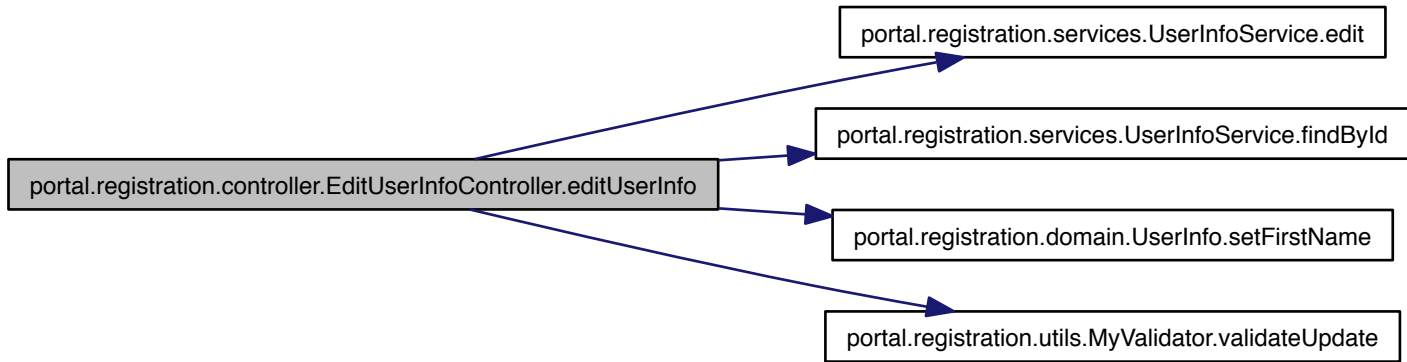 portal.registration.services.UserInfoService.edit
portal.registration.services.UserInfoService.findById
portal.registration.controller.EditUserInfoController.editUserInfo
portal.registration.domain.UserInfo.setFirstName
portal.registration.utils.MyValidator.validateUpdate